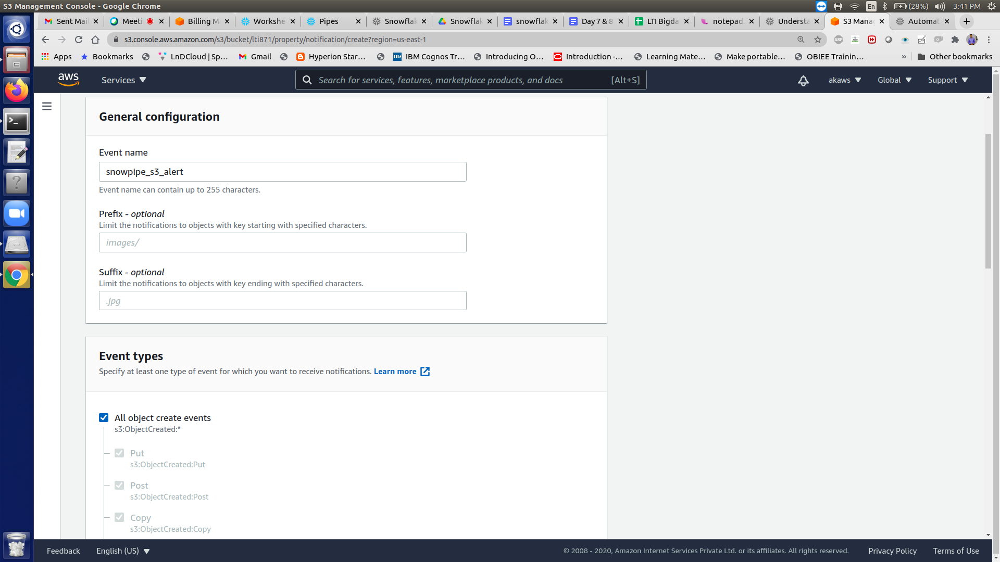 S3 Management Console - Google Chrome
En
(28%)
3:41 PM
Sent Mail
Meeti
Billing M
Workshe
Pipes
Snowflak
Snowflak
snowflak
Day 7 & 8
LTI Bigda
notepad.
Understa
S3 Mana
Automat
s3.console.aws.amazon.com/s3/bucket/lti871/property/notification/create?region=us-east-1
ABP
Apps
Bookmarks
LnDCloud | Sp...
Gmail
Hyperion Star...
IBM
IBM Cognos Tr...
Introducing O...
Introduction -...
Learning Mate...
Make portable...
OBIEE Trainin...
»
Other bookmarks
aws
Services
Search for services, features, marketplace products, and docs
[Alt+S]
akaws
Global
Support
General configuration
Event name
snowpipe_s3_alert
Event name can contain up to 255 characters.
Prefix - optional
Limit the notifications to objects with key starting with specified characters.
images/
Suffix - optional
Limit the notifications to objects with key ending with specified characters.
.jpg
Event types
Specify at least one type of event for which you want to receive notifications. Learn more
All object create events
s3:ObjectCreated:*
Put
s3:ObjectCreated:Put
Post
s3:ObjectCreated:Post
Copy
s3:ObjectCreated:Copy
Feedback
English (US)
© 2008 - 2020, Amazon Internet Services Private Ltd. or its affiliates. All rights reserved.
Privacy Policy
Terms of Use